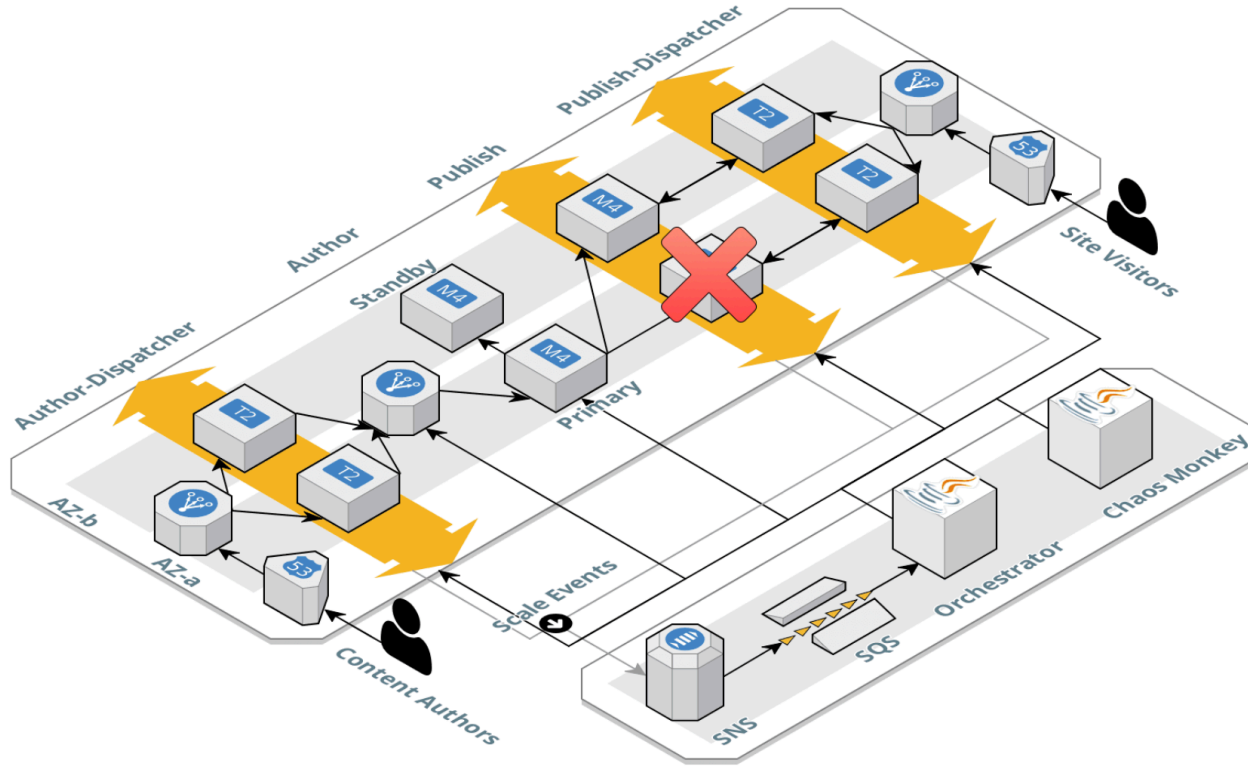 Publish-Dispatcher
Publish
Author
Author-Dispatcher
Standby
Primary
T2
T2
M4
M4
M4
T2
T2
53
53
AZ-b
AZ-a
Site Visitors
Content Authors
Scale Events
SNS
SQS
Orchestrator
Chaos Monkey